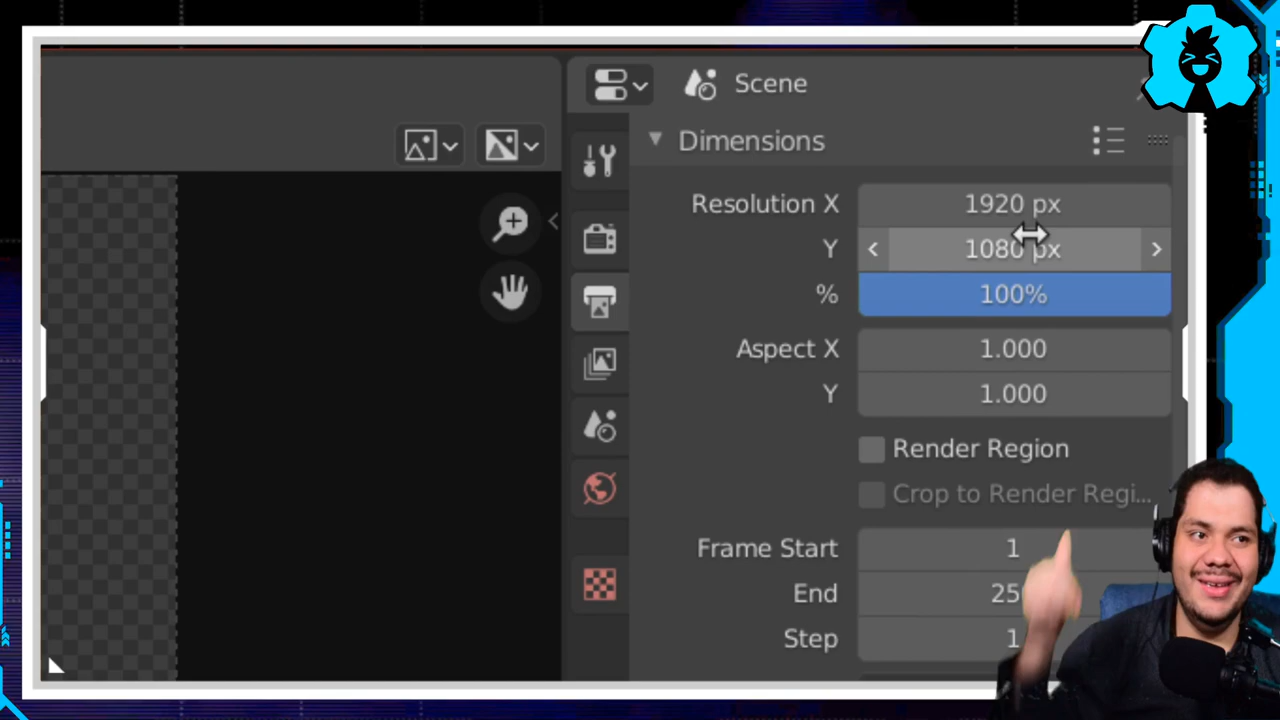 Scene
Dimensions
Resolution X 1920 px
Y 1080 px
% 100%
Aspect X 1.000
Y 1.000
Render Region
Crop to Render Regi...
Frame Start 1
End 25
Step 1